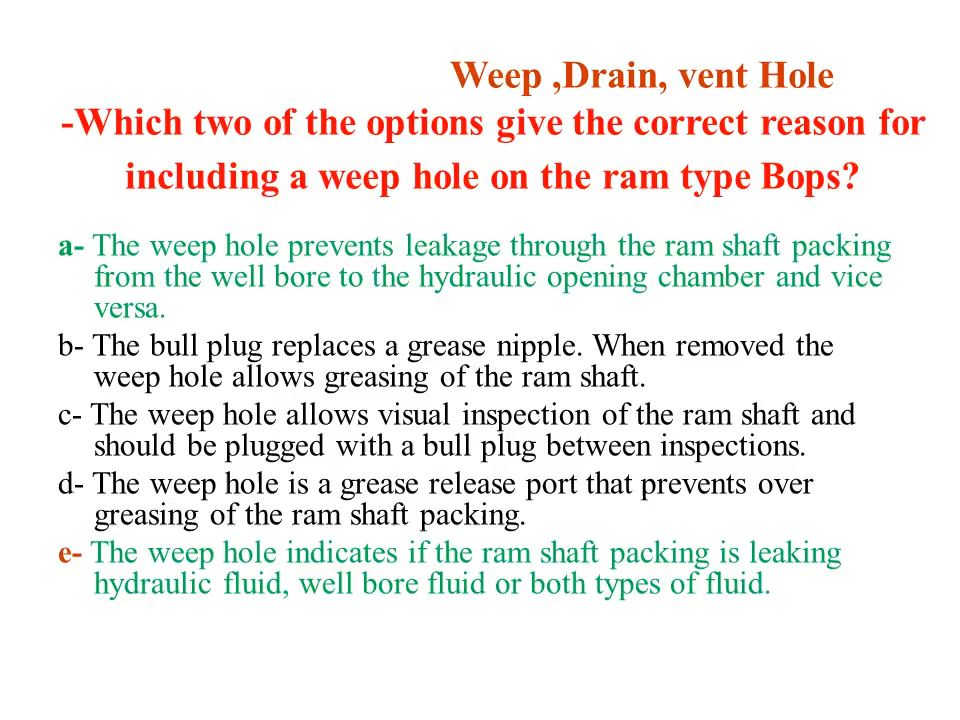 Weep ,Drain, vent Hole
-Which two of the options give the correct reason for
including a weep hole on the ram type Bops?
a- The weep hole prevents leakage through the ram shaft packing
from the well bore to the hydraulic opening chamber and vice
versa.
b- The bull plug replaces a grease nipple. When removed the
weep hole allows greasing of the ram shaft.
c- The weep hole allows visual inspection of the ram shaft and
should be plugged with a bull plug between inspections.
d- The weep hole is a grease release port that prevents over
greasing of the ram shaft packing.
e- The weep hole indicates if the ram shaft packing is leaking
hydraulic fluid, well bore fluid or both types of fluid.